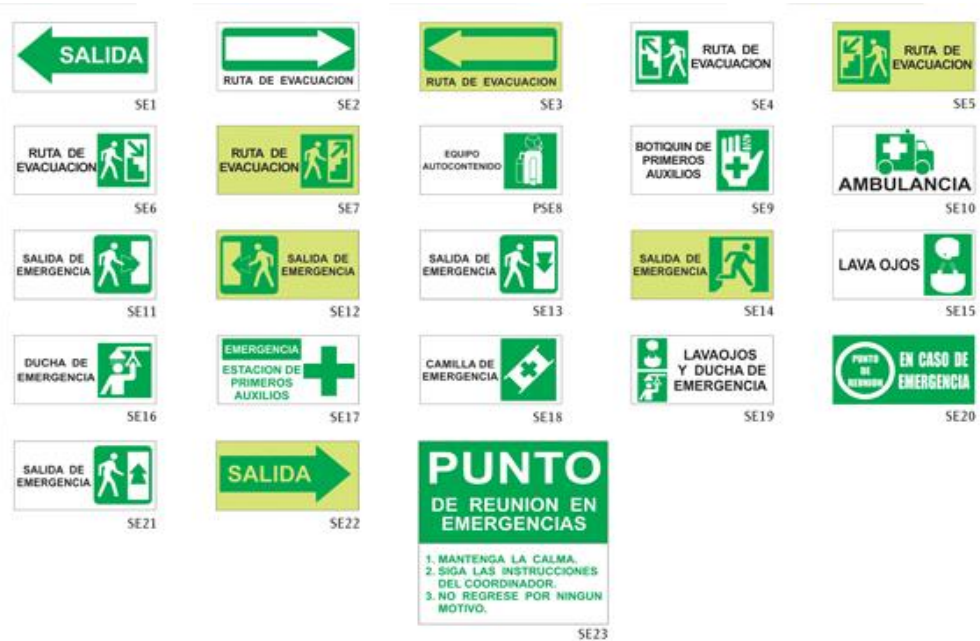 SALIDA
SE1
RUTA DE EVACUACION
SE2
RUTA DE EVACUACION
SE3
RUTA DE
EVACUACION
SE4
RUTA DE
EVACUACION
SE5
RUTA DE
EVACUACION
SE6
RUTA DE
EVACUACION
SE7
EQUIPO
AUTOCONTENIDO
PSE8
BOTIQUIN DE
PRIMEROS
AUXILIOS
SE9
AMBULANCIA
SE10
SALIDA DE
EMERGENCIA
SE11
SALIDA DE
EMERGENCIA
SE12
SALIDA DE
EMERGENCIA
SE13
SALIDA DE
EMERGENCIA
SE14
LAVA OJOS
SE15
DUCHA DE
EMERGENCIA
SE16
EMERGENCIA
ESTACION DE
PRIMEROS
AUXILIOS
SE17
CAMILLA DE
EMERGENCIA
SE18
LAVAOJOS
Y DUCHA DE
EMERGENCIA
SE19
PUNTO
DE
REUNION
EN CASO DE
EMERGENCIA
SE20
SALIDA DE
EMERGENCIA
SE21
SALIDA
SE22
PUNTO
DE REUNION EN
EMERGENCIAS
1. MANTENGA LA CALMA.
2. SIGA LAS INSTRUCCIONES
DEL COORDINADOR.
3. NO REGRESE POR NINGUN
MOTIVO.
SE23